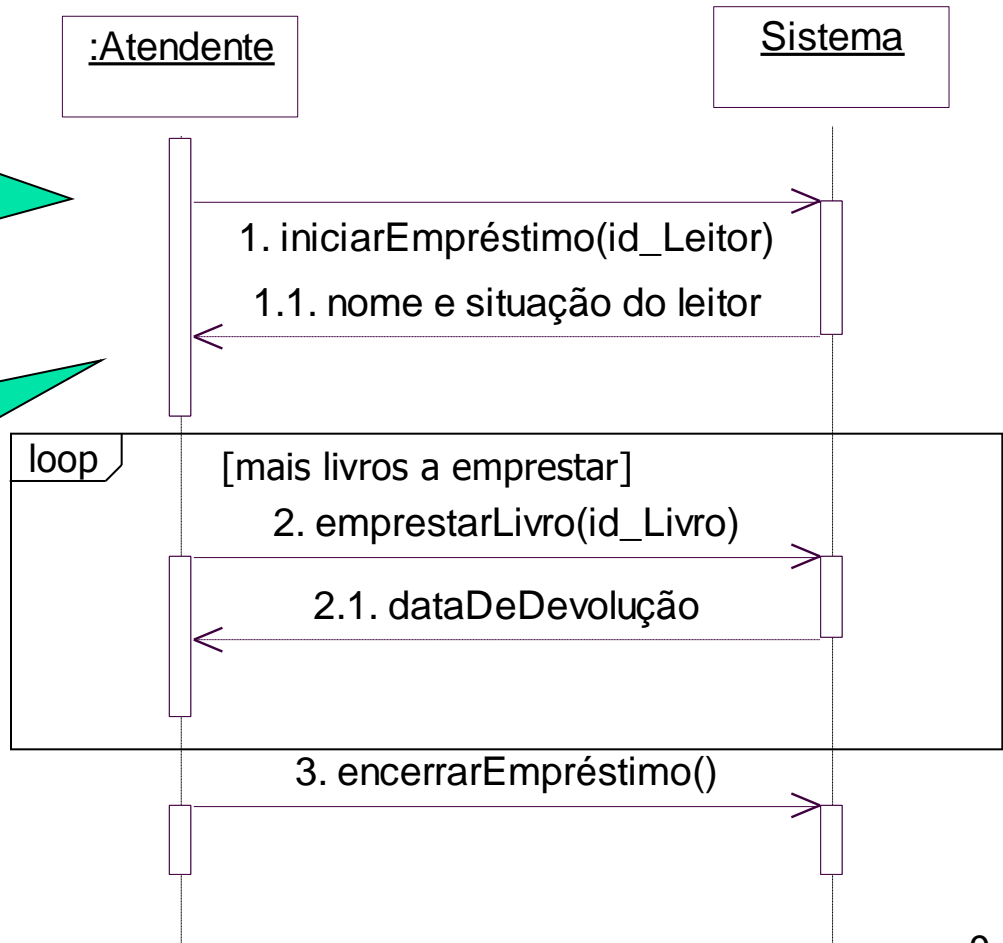 :Atendente
Sistema
1. iniciarEmpréstimo(id_Leitor)
1.1. nome e situação do leitor
loop
[mais livros a emprestar]
2. emprestarLivro(id_Livro)
2.1. dataDeDevolução
3. encerrarEmpréstimo()